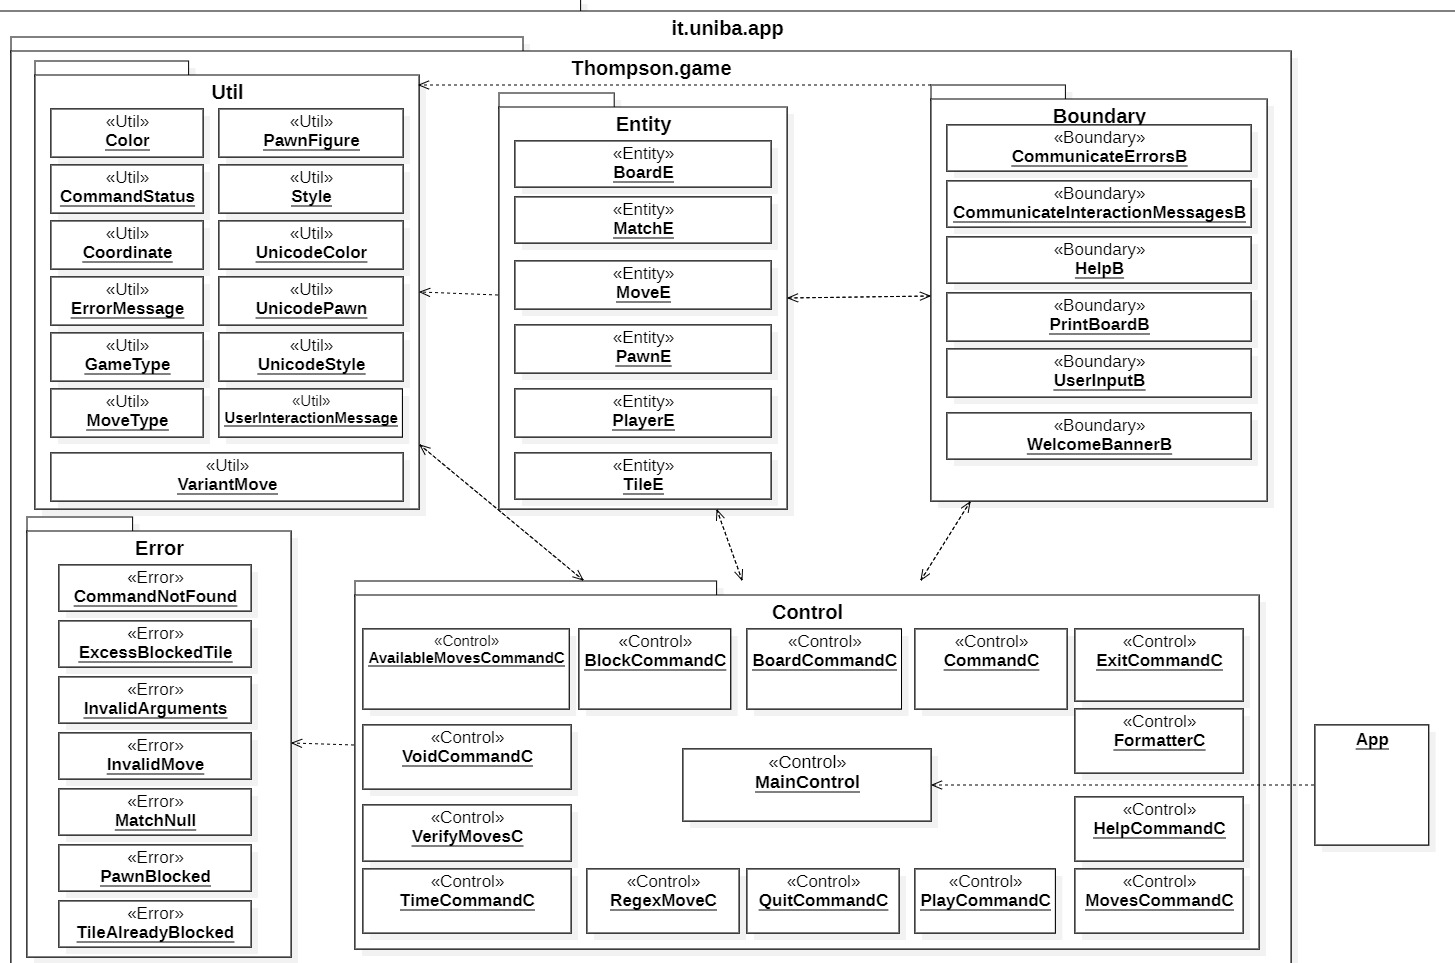 it.uniba.app
Thompson.game
Util
«Util»
Color
«Util»
PawnFigure
«Util»
CommandStatus
«Util»
Style
«Util»
Coordinate
«Util»
UnicodeColor
«Util»
ErrorMessage
«Util»
UnicodePawn
«Util»
GameType
«Util»
UnicodeStyle
«Util»
MoveType
«Util»
UserInteractionMessage
«Util»
VariantMove
Entity
«Entity»
BoardE
«Entity»
MatchE
«Entity»
MoveE
«Entity»
PawnE
«Entity»
PlayerE
«Entity»
TileE
Boundary
«Boundary»
CommunicateErrorsB
«Boundary»
CommunicateInteractionMessagesB
«Boundary»
HelpB
«Boundary»
PrintBoardB
«Boundary»
UserInputB
«Boundary»
WelcomeBannerB
Error
«Error»
CommandNotFound
«Error»
ExcessBlockedTile
«Error»
InvalidArguments
«Error»
InvalidMove
«Error»
MatchNull
«Error»
PawnBlocked
«Error»
TileAlreadyBlocked
Control
«Control»
AvailableMovesCommandC
«Control»
BlockCommandC
«Control»
BoardCommandC
«Control»
CommandC
«Control»
ExitCommandC
«Control»
VoidCommandC
«Control»
MainControl
«Control»
FormatterC
«Control»
VerifyMovesC
«Control»
HelpCommandC
«Control»
TimeCommandC
«Control»
RegexMoveC
«Control»
QuitCommandC
«Control»
PlayCommandC
«Control»
MovesCommandC
App